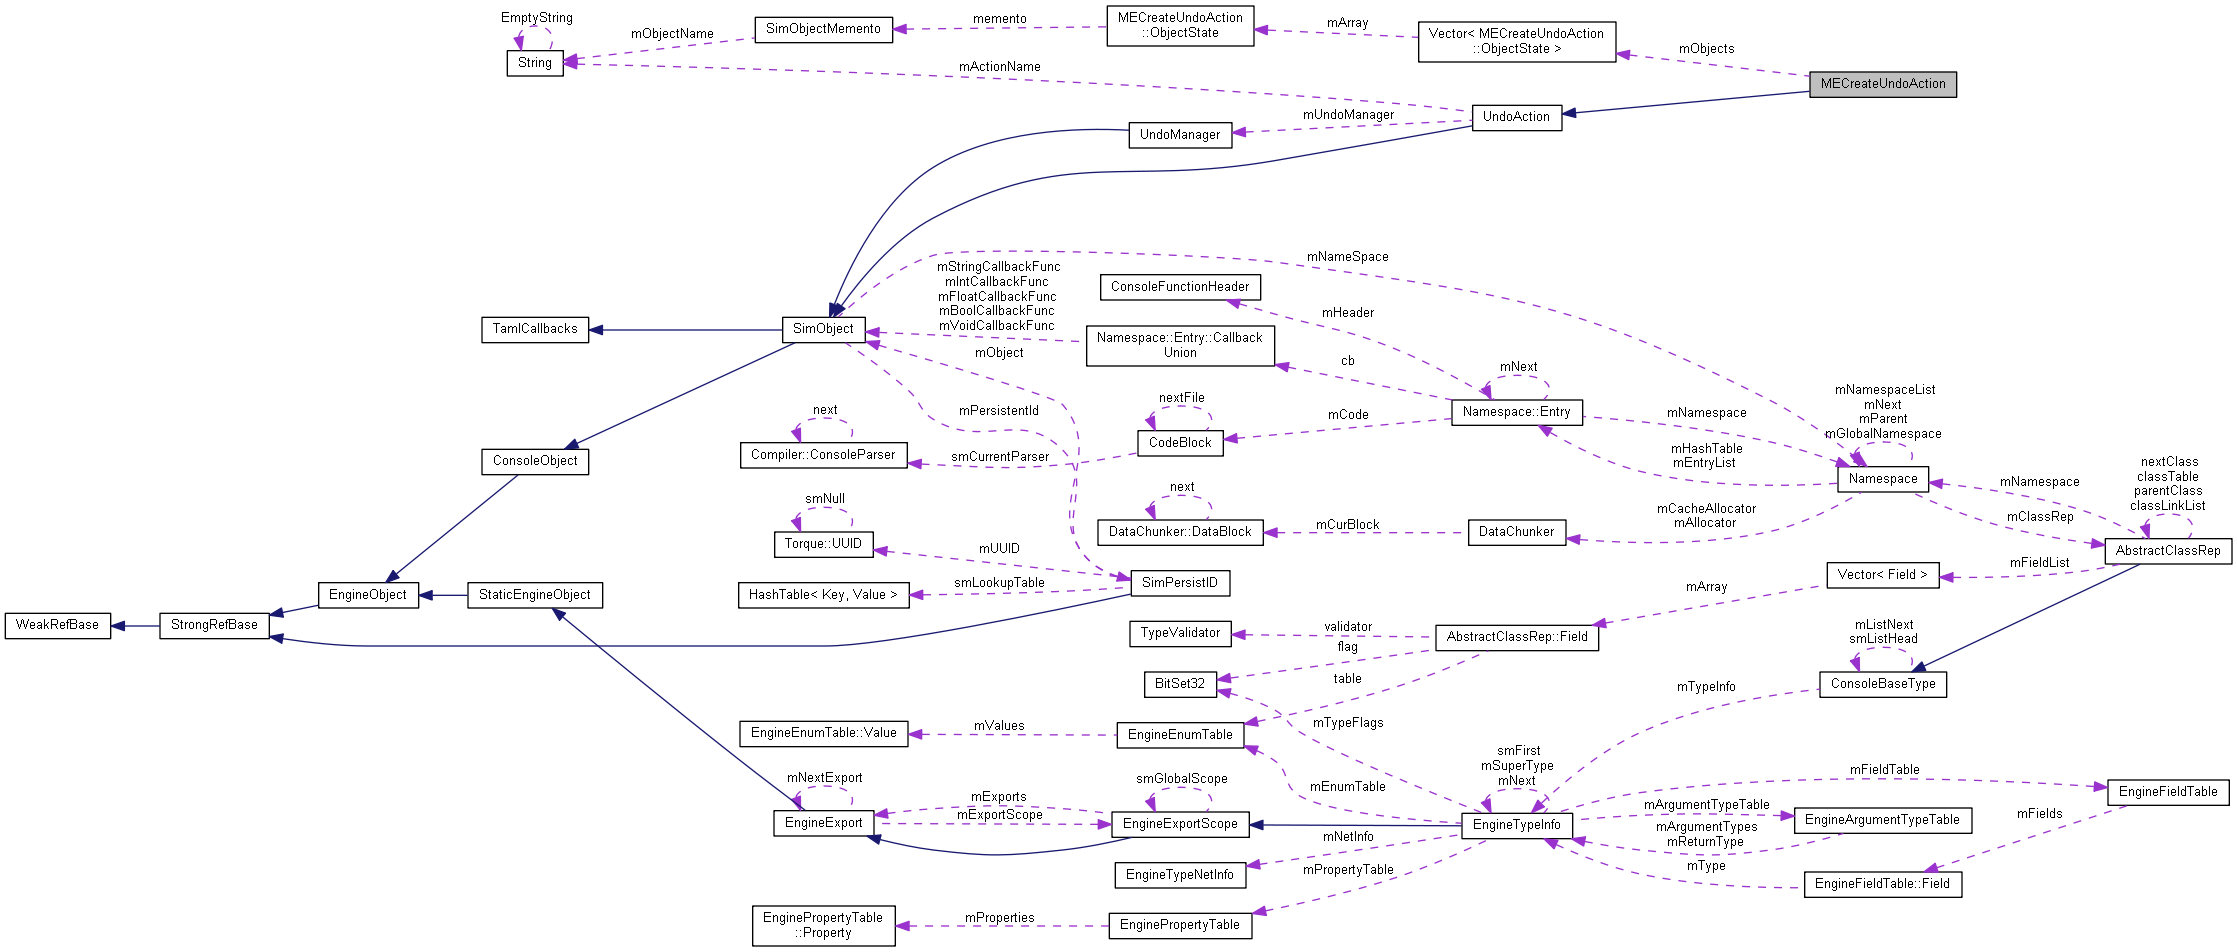 EmptyString
String
mObjectName
SimObjectMemento
memento
MECreateUndoAction
::ObjectState
mArray
Vector< MECreateUndoAction
::ObjectState >
mObjects
MECreateUndoAction
mActionName
UndoAction
mUndoManager
UndoManager
mNameSpace
mStringCallbackFunc
mIntCallbackFunc
mFloatCallbackFunc
mBoolCallbackFunc
mVoidCallbackFunc
ConsoleFunctionHeader
mHeader
TamlCallbacks
SimObject
Namespace::Entry::Callback
Union
mObject
cb
mNext
mPersistentId
nextFile
mCode
Namespace::Entry
mNamespace
mNamespaceList
mNext
mParent
mGlobalNamespace
next
Compiler::ConsoleParser
smCurrentParser
CodeBlock
mHashTable
mEntryList
ConsoleObject
Namespace
mNamespace
nextClass
classTable
parentClass
classLinkList
smNull
next
Torque::UUID
DataChunker::DataBlock
mCurBlock
DataChunker
mCacheAllocator
mAllocator
mClassRep
AbstractClassRep
mUUID
mFieldList
Vector< Field >
mArray
SimPersistID
smLookupTable
HashTable< Key, Value >
EngineObject
StaticEngineObject
WeakRefBase
StrongRefBase
TypeValidator
validator
AbstractClassRep::Field
flag
mListNext
smListHead
BitSet32
table
ConsoleBaseType
mTypeInfo
EngineEnumTable::Value
mValues
EngineEnumTable
mTypeFlags
mNextExport
smGlobalScope
mEnumTable
smFirst
mSuperType
mNext
mFieldTable
EngineFieldTable
mExports
mExportScope
EngineExport
EngineExportScope
EngineTypeInfo
mArgumentTypeTable
EngineArgumentTypeTable
mArgumentTypes
mReturnType
mFields
mNetInfo
EngineTypeNetInfo
mPropertyTable
mType
EngineFieldTable::Field
EnginePropertyTable
::Property
mProperties
EnginePropertyTable